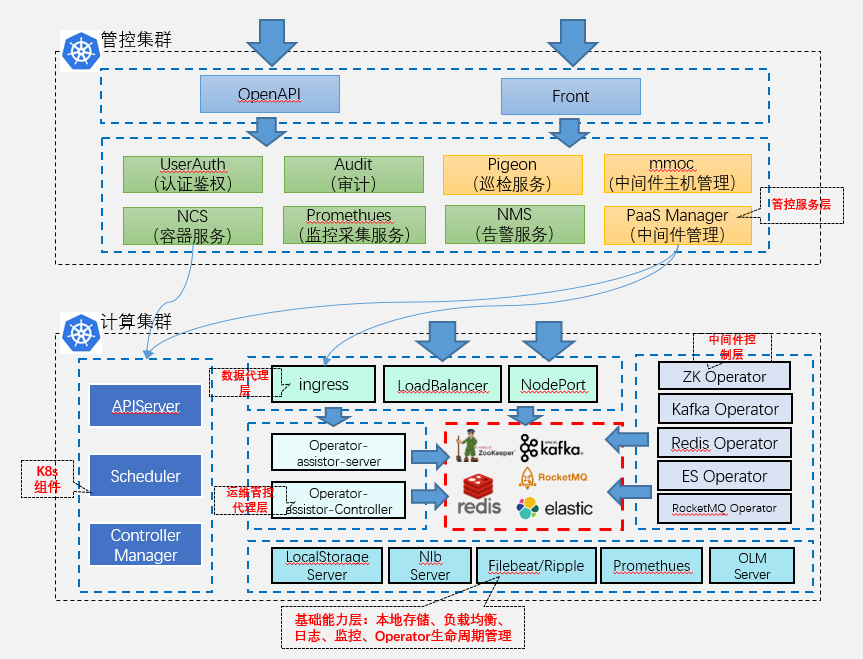 管控集群
OpenAPI
Front
UserAuth
（认证鉴权）
Audit
（审计）
Pigeon
（巡检服务）
mmoc
（中间件主机管理）
NCS
（容器服务）
Promethues
（监控采集服务）
NMS
（告警服务）
PaaS Manager
（中间件管理）
管控服务层
计算集群
APIServer
Scheduler
Controller
Manager
K8s
组件
数据代理
层
ingress
LoadBalancer
NodePort
中间件控
制层
ZK Operator
Kafka Operator
Redis Operator
ES Operator
RocketMQ Operator
Operator-
assistor-server
运维管控
代理层
Operator-
assistor-Controller
APACHE
ZooKeeper
APACHE
kafka
RocketMQ
redis
elastic
LocalStorage
Server
Nlb
Server
Filebeat/Ripple
Promethues
OLM
Server
基础能力层：本地存储、负载均衡、
日志、监控、Operator生命周期管理